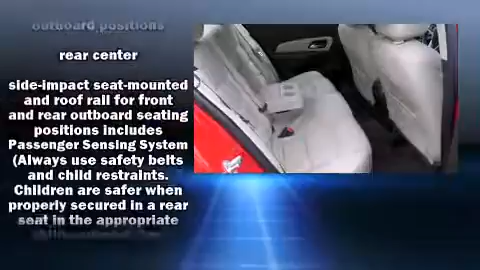 outboard positions
rear center
side-impact seat-mounted
and roof rail for front
and rear outboard seating
positions includes
Passenger Sensing System
(Always use safety belts
and child restraints.
Children are safer when
properly secured in a rear
seat in the appropriate